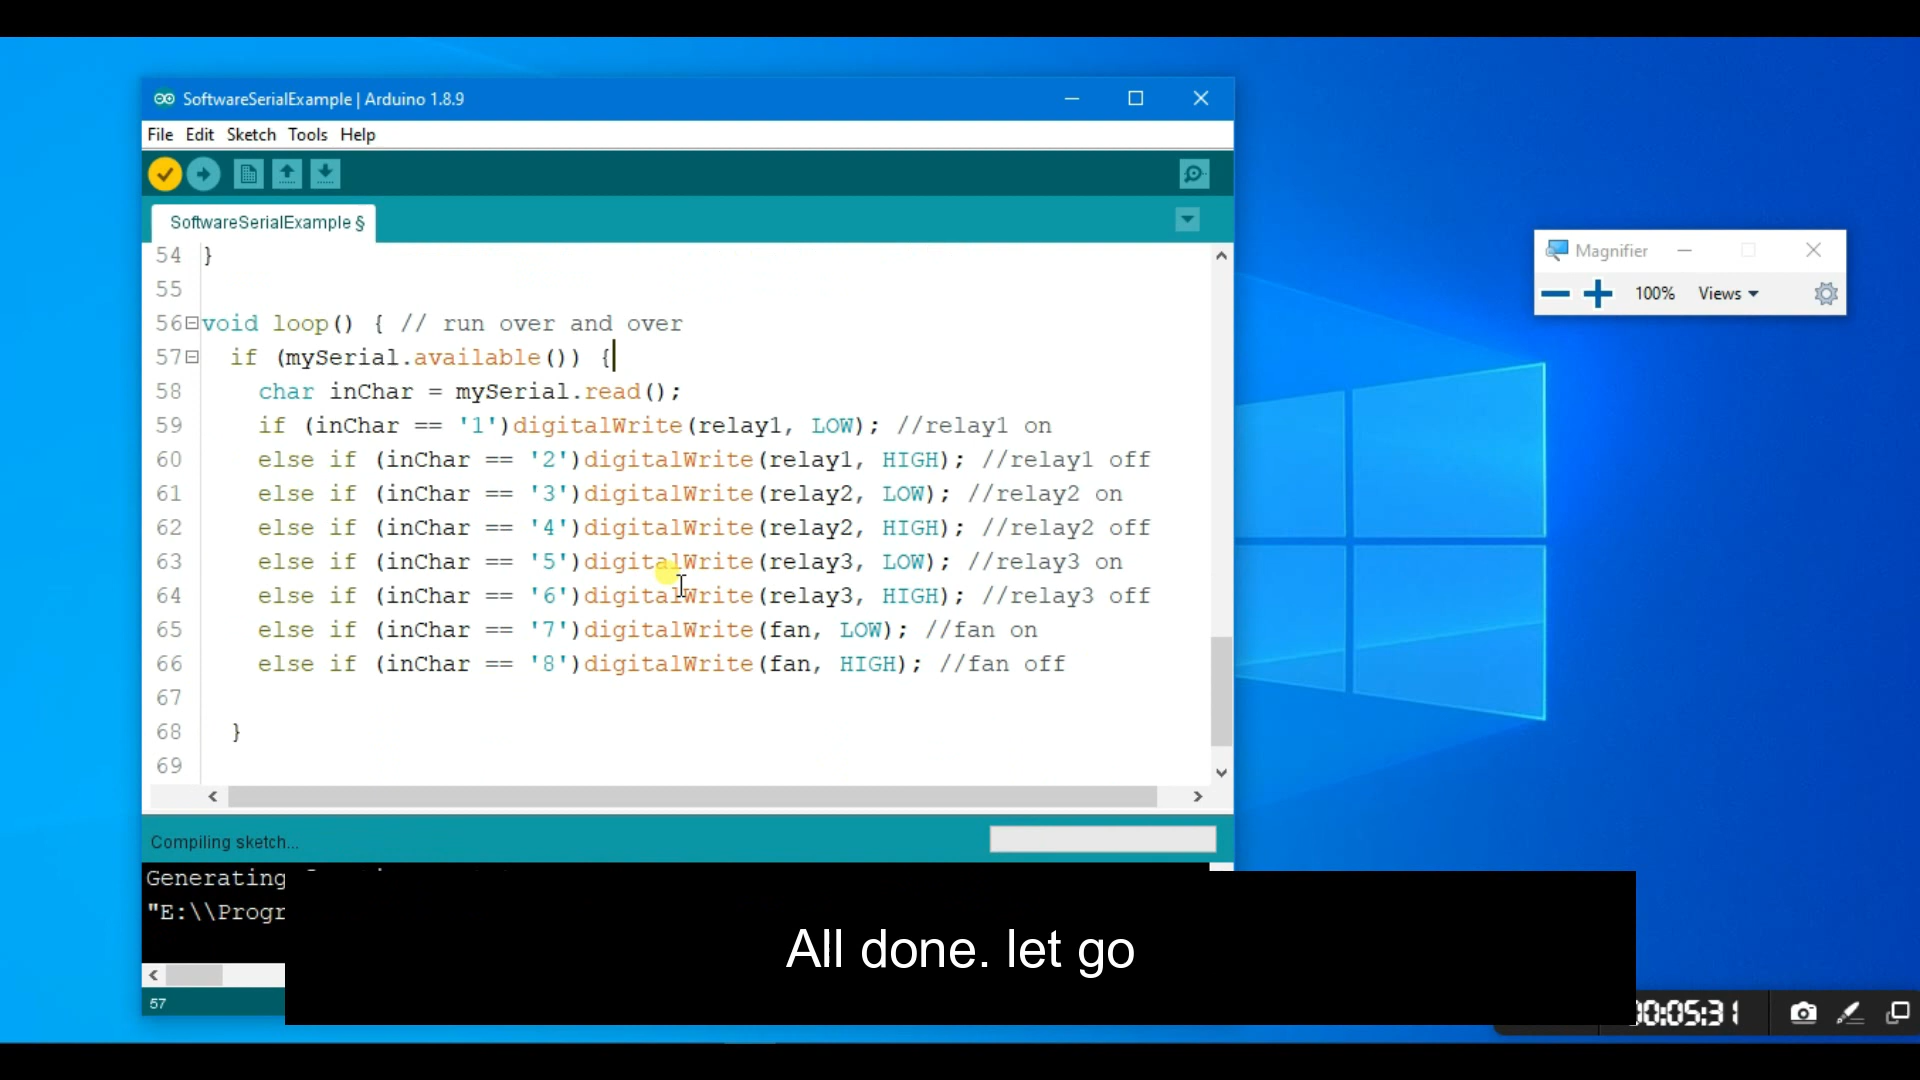 SoftwareSerialExample | Arduino 1.8.9
File Edit Sketch Tools Help
SoftwareSerialExample §
54 }
55
56 void loop() { // run over and over
57 if (mySerial.available()) {
58 char inChar = mySerial.read();
59 if (inChar == '1')digitalWrite(relay1, LOW); //relay1 on
60 else if (inChar == '2')digitalWrite(relay1, HIGH); //relay1 off
61 else if (inChar == '3')digitalWrite(relay2, LOW); //relay2 on
62 else if (inChar == '4')digitalWrite(relay2, HIGH); //relay2 off
63 else if (inChar == '5')digitalWrite(relay3, LOW); //relay3 on
64 else if (inChar == '6')digitalWrite(relay3, HIGH); //relay3 off
65 else if (inChar == '7')digitalWrite(fan, LOW); //fan on
66 else if (inChar == '8')digitalWrite(fan, HIGH); //fan off
67
68 }
69
Compiling sketch...
Generating
"E:\\Progr
57
Magnifier
100% Views
All done. let go
00:05:31